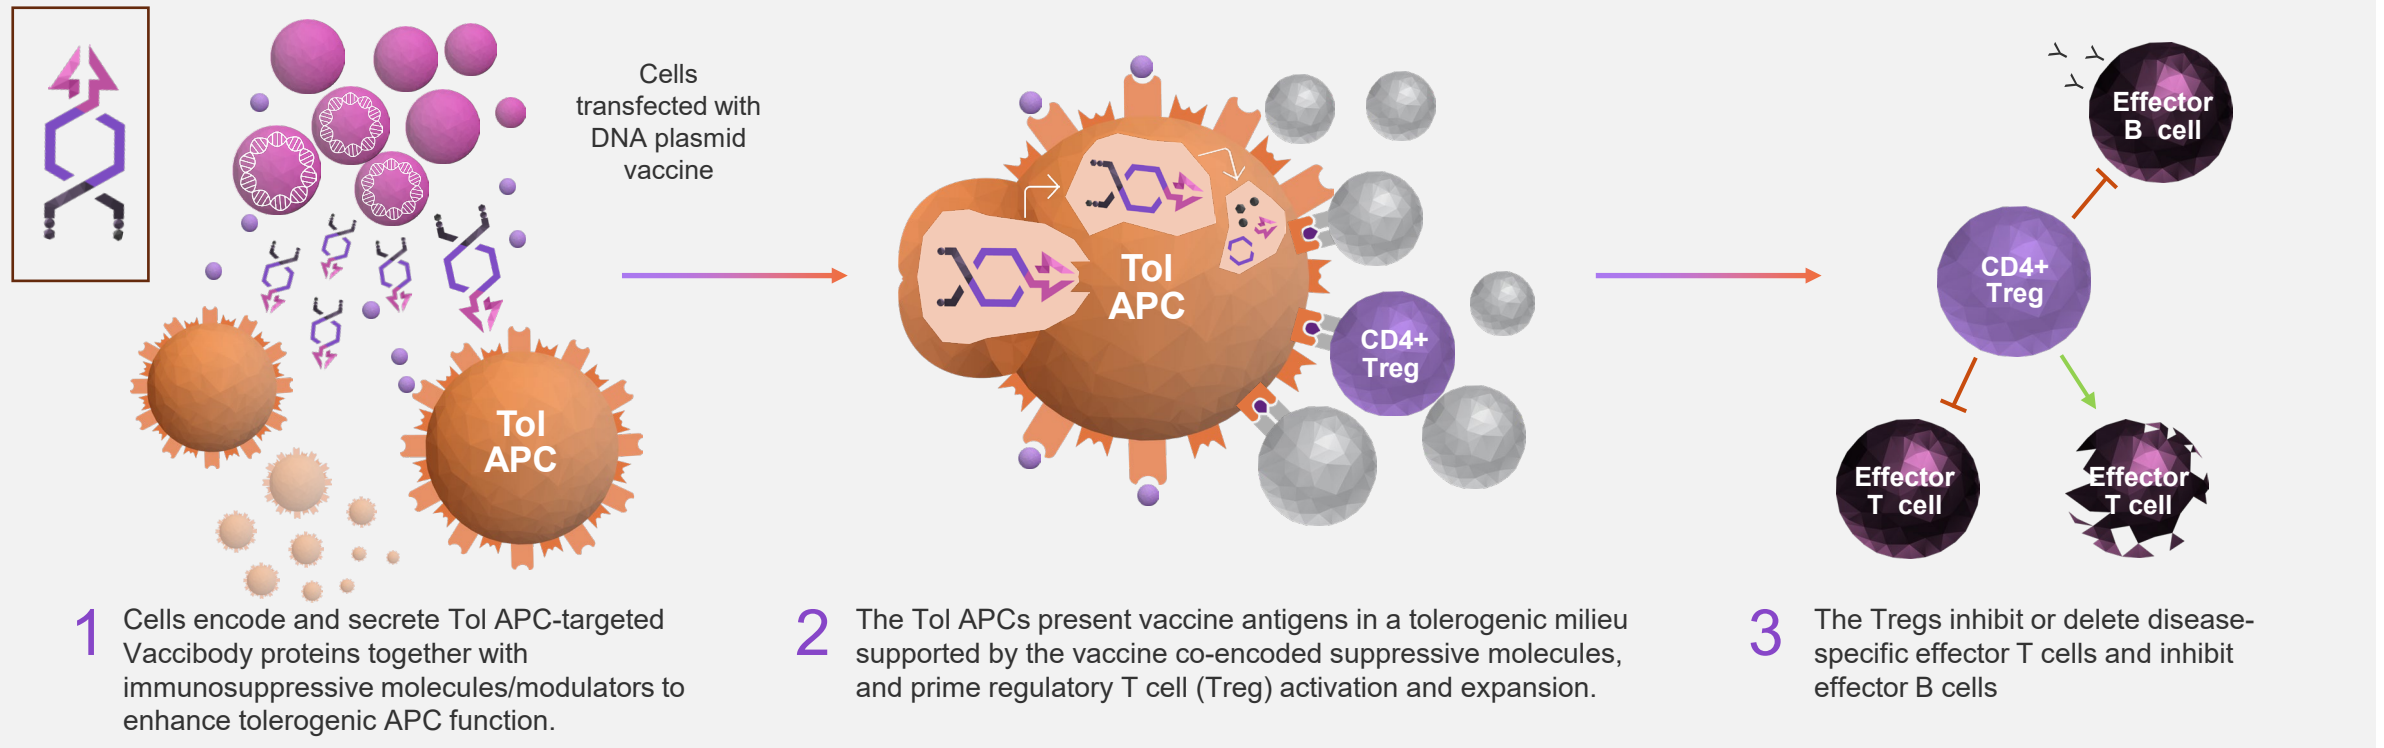 Cells
transfected with
DNA plasmid
vaccine
Tol
APC
Tol
APC
CD4+
Treg
Effector
B cell
CD4+
Treg
Effector
T cell
Effector
T cell
1
Cells encode and secrete Tol APC-targeted
Vaccibody proteins together with
immunosuppressive molecules/modulators to
enhance tolerogenic APC function.
2
The Tol APCs present vaccine antigens in a tolerogenic milieu
supported by the vaccine co-encoded suppressive molecules,
and prime regulatory T cell (Treg) activation and expansion.
3
The Tregs inhibit or delete disease-
specific effector T cells and inhibit
effector B cells